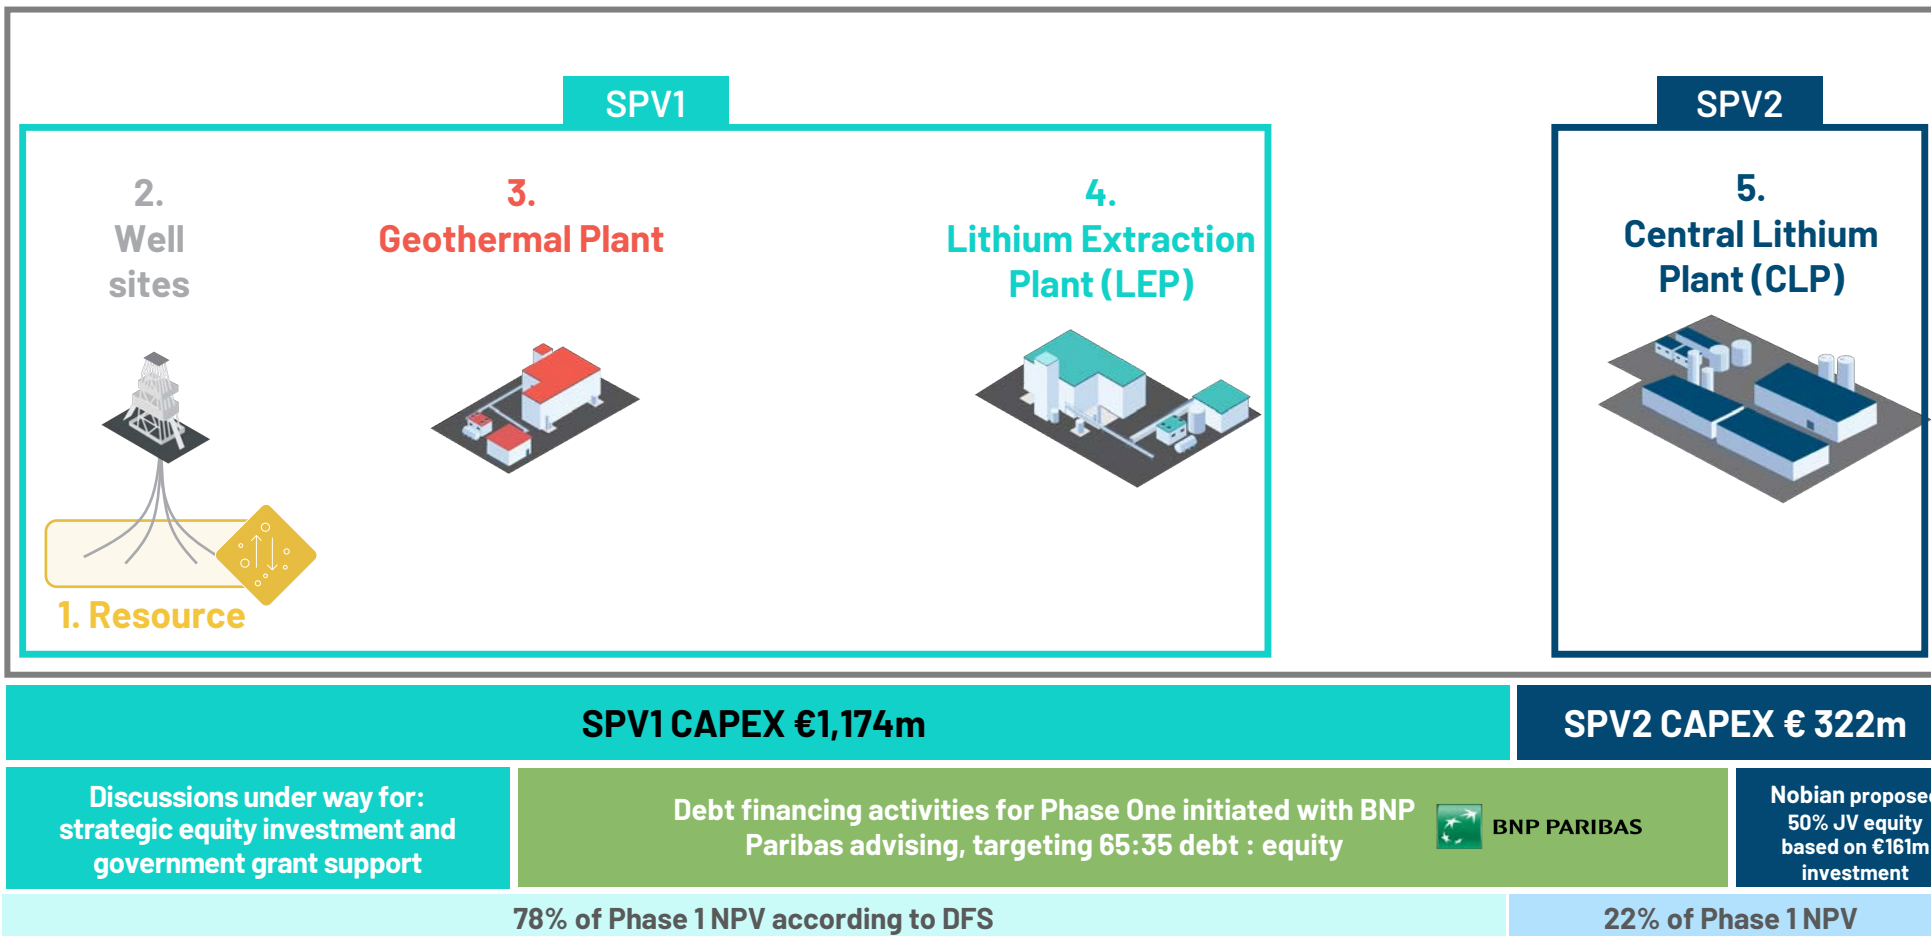 SPV1
SPV2
2.
Well
sites
3.
Geothermal Plant
4.
Lithium Extraction
Plant (LEP)
5.
Central Lithium
Plant (CLP)
1. Resource
SPV1 CAPEX €1,174m
SPV2 CAPEX € 322m
Discussions under way for:
strategic equity investment and
government grant support
Debt financing activities for Phase One initiated with BNP
Paribas advising, targeting 65:35 debt : equity
BNP PARIBAS
Nobian proposed
50% JV equity
based on €161m
investment
78% of Phase 1 NPV according to DFS
22% of Phase 1 NPV